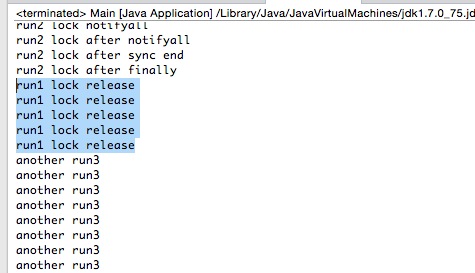 <terminated> Main [Java Application] /Library/Java/JavaVirtualMachines/jdk1.7.0_75.jd
run2 lock notifyall
run2 lock after notifyall
run2 lock after sync end
run2 lock after finally
run1 lock release
run1 lock release
run1 lock release
run1 lock release
run1 lock release
another run3
another run3
another run3
another run3
another run3
another run3
another run3
another run3